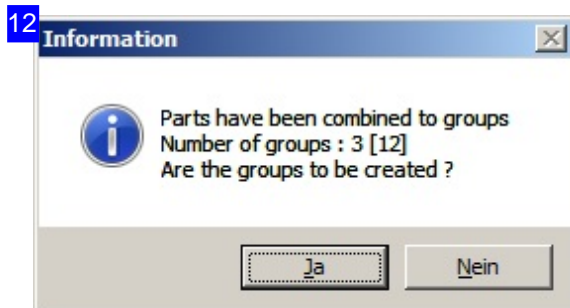 12
Information
Parts have been combined to groups
Number of groups : 3 [12]
Are the groups to be created ?
Ja
Nein